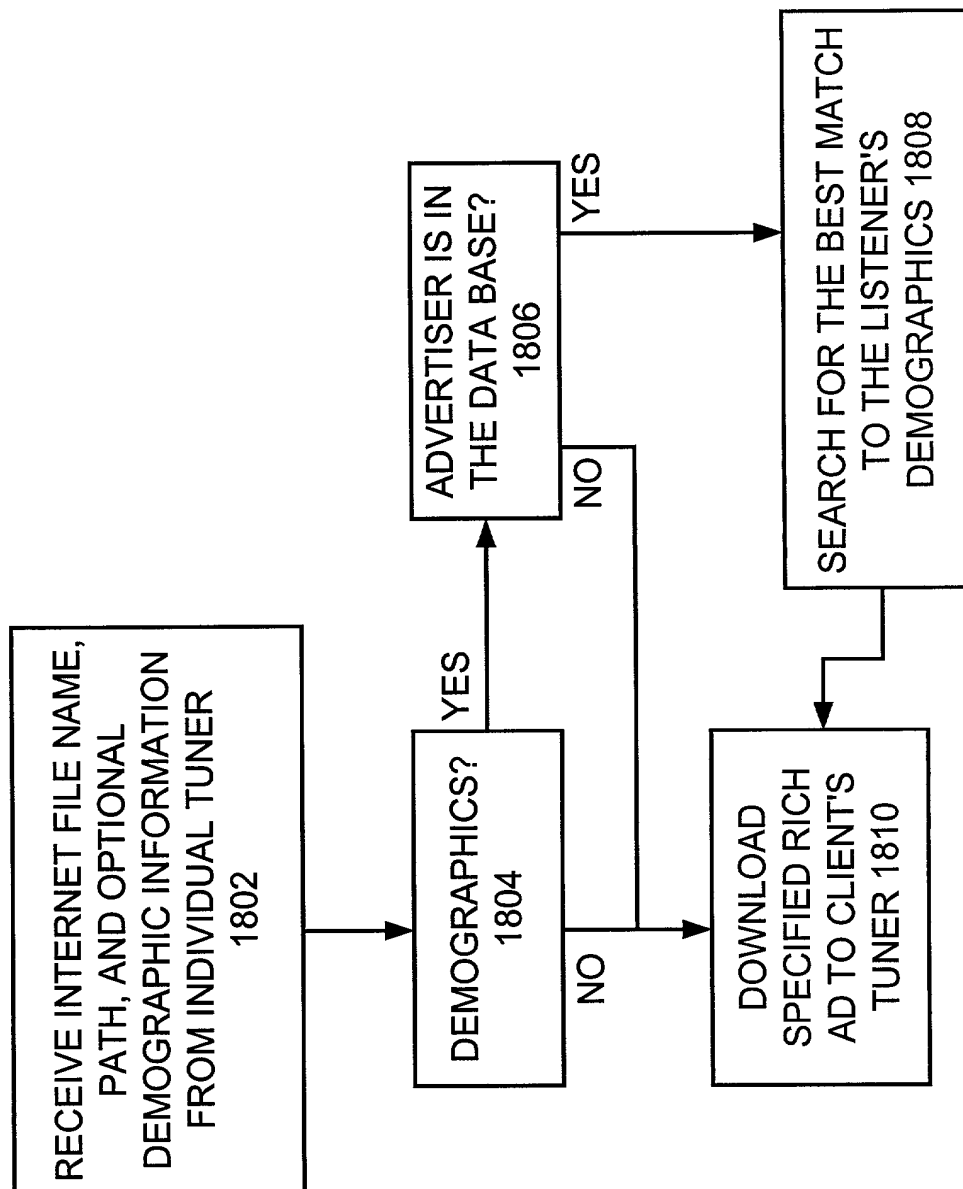 RECEIVE INTERNET FILE NAME,
PATH, AND OPTIONAL
DEMOGRAPHIC INFORMATION
FROM INDIVIDUAL TUNER
1802
DEMOGRAPHICS?
1804
YES
NO
ADVERTISER IS IN
THE DATA BASE?
1806
NO
YES
SEARCH FOR THE BEST MATCH
TO THE LISTENER'S
DEMOGRAPHICS 1808
DOWNLOAD
SPECIFIED RICH
AD TO CLIENT'S
TUNER 1810